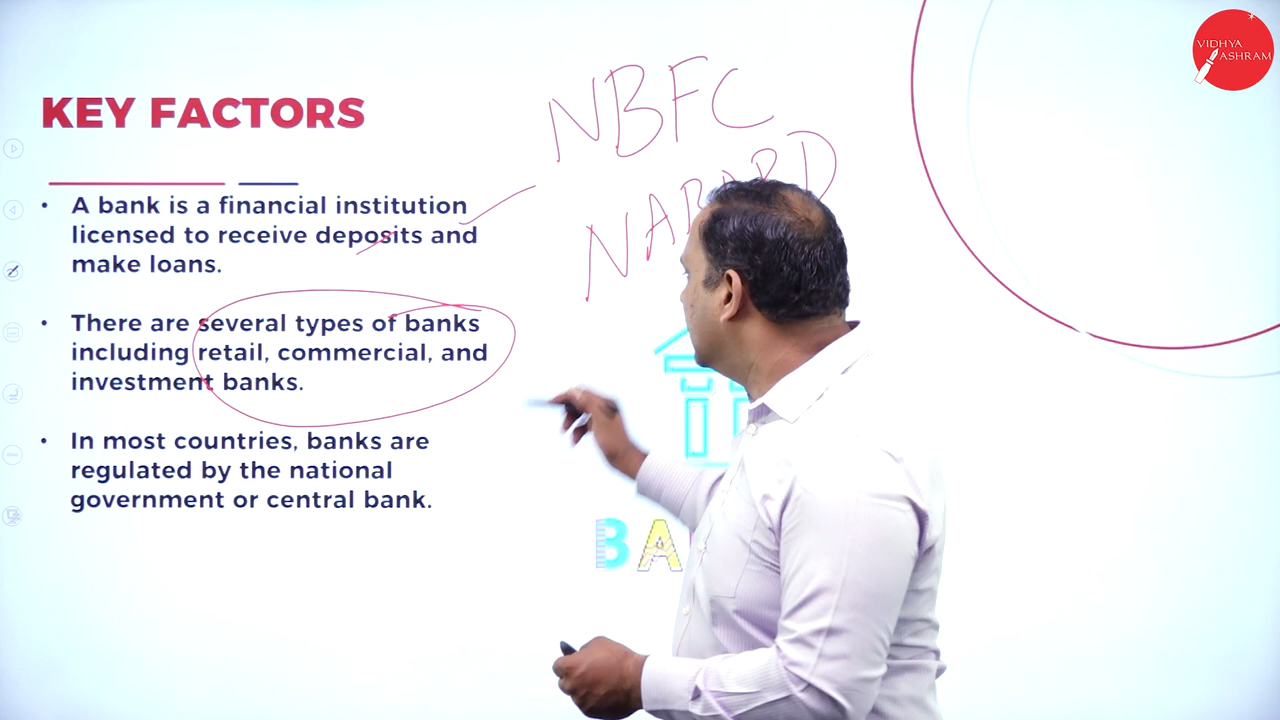 VIDHYA
ASHRAM
NBFC
KEY FACTORS
• A bank is a financial institution
licensed to receive deposits and
make loans.
• There are several types of banks
including retail, commercial, and
investment banks.
• In most countries, banks are
regulated by the national
government or central bank.
BA